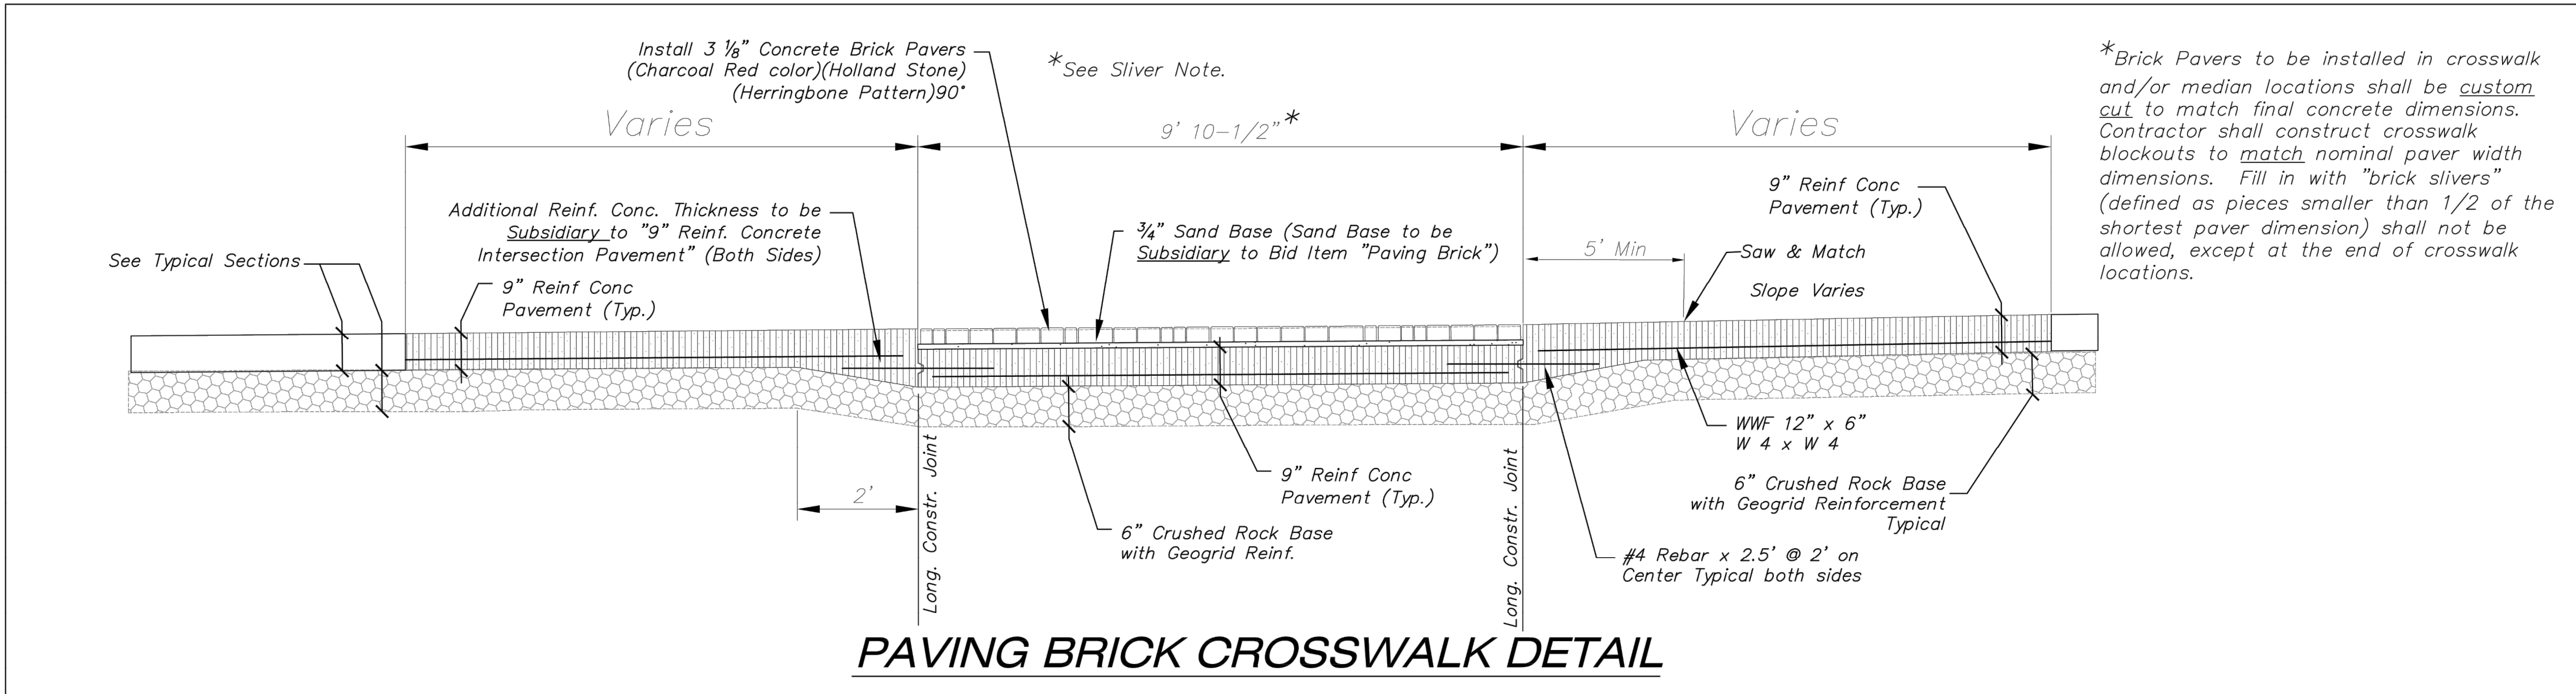 Install 3 ⅛" Concrete Brick Pavers
(Charcoal Red color)(Holland Stone)
(Herringbone Pattern)90°
*See Sliver Note.
*Brick Pavers to be installed in crosswalk
and/or median locations shall be custom
cut to match final concrete dimensions.
Contractor shall construct crosswalk
blockouts to match nominal paver width
dimensions. Fill in with "brick slivers"
(defined as pieces smaller than 1/2 of the
shortest paver dimension) shall not be
allowed, except at the end of crosswalk
locations.
Varies
9' 10-1/2"*
Varies
Additional Reinf. Conc. Thickness to be
Subsidiary to "9" Reinf. Concrete
Intersection Pavement" (Both Sides)
¾" Sand Base (Sand Base to be
Subsidiary to Bid Item "Paving Brick")
9" Reinf Conc
Pavement (Typ.)
5' Min
Saw & Match
Slope Varies
See Typical Sections
9" Reinf Conc
Pavement (Typ.)
WWF 12" x 6"
W 4 x W 4
2'
Long. Constr. Joint
9" Reinf Conc
Pavement (Typ.)
Long. Constr. Joint
6" Crushed Rock Base
with Geogrid Reinforcement
Typical
6" Crushed Rock Base
with Geogrid Reinf.
#4 Rebar x 2.5' @ 2' on
Center Typical both sides
PAVING BRICK CROSSWALK DETAIL